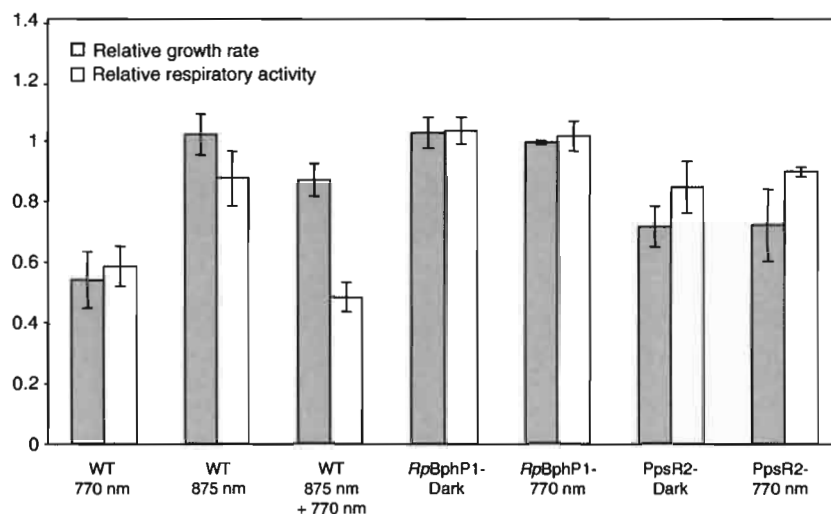 1.4
1.2
1
0.8
0.6
0.4
0.2
0
Relative growth rate
Relative respiratory activity
WT
770 nm
WT
875 nm
WT
875 nm
+ 770 nm
RpBphP1-
Dark
RpBphP1-
770 nm
PpsR2-
Dark
PpsR2-
770 nm